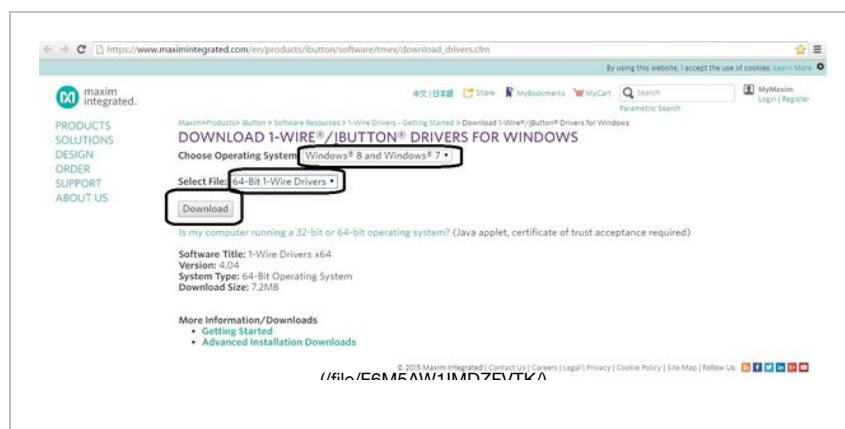 https://www.maximintegrated.com/en/products/ibutton/software/tmex/download_drivers.cfm
By using this website, I accept the use of cookies. Learn More
maxim
integrated.
中文 | 日本語 Share MyBookmarks MyCart Search MyMaxim
Login | Register
Parametric Search
PRODUCTS
SOLUTIONS
DESIGN
ORDER
SUPPORT
ABOUT US
Maxim>Products> iButton > Software Resources > 1-Wire Drivers - Getting Started > Download 1-Wire®/iButton® Drivers for Windows
DOWNLOAD 1-WIRE®/IBUTTON® DRIVERS FOR WINDOWS
Choose Operating System: Windows® 8 and Windows® 7
Select File: 64-Bit 1-Wire Drivers
Download
Is my computer running a 32-bit or 64-bit operating system? (Java applet, certificate of trust acceptance required)
Software Title: 1-Wire Drivers x64
Version: 4.04
System Type: 64-Bit Operating System
Download Size: 7.2MB
More Information/Downloads
• Getting Started
• Advanced Installation Downloads
© 2015 Maxim Integrated | Contact Us | Careers | Legal | Privacy | Cookie Policy | Site Map | Follow Us: